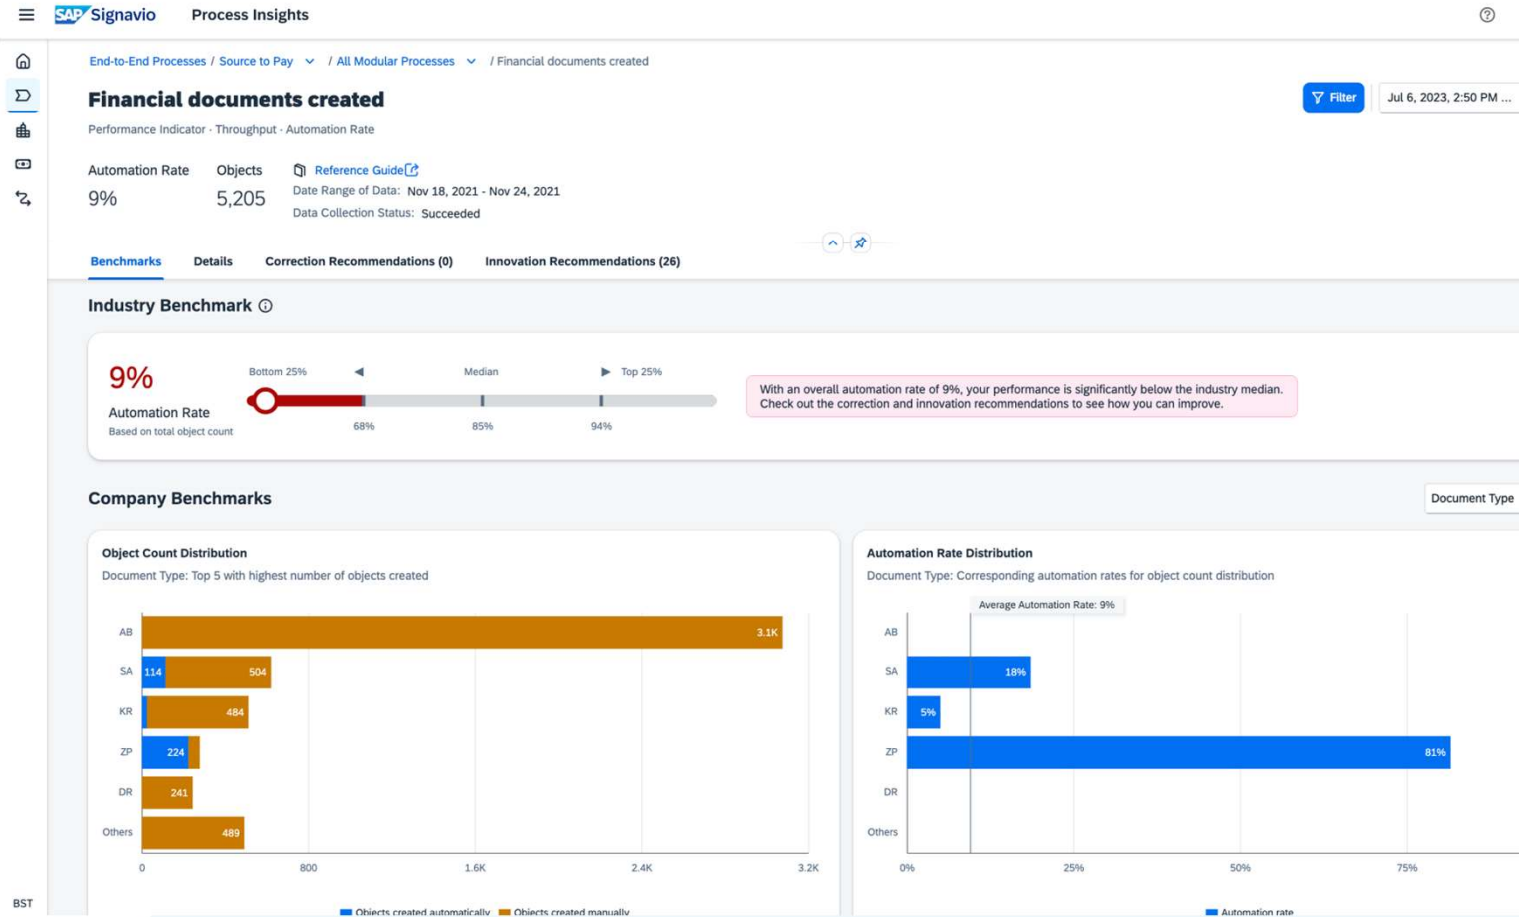 SAP Signavio Process Insights
End-to-End Processes / Source to Pay / All Modular Processes / Financial documents created
Financial documents created
Filter
Jul 6, 2023, 2:50 PM ...
Performance Indicator · Throughput · Automation Rate
Automation Rate
9%
Objects
5,205
Reference Guide
Date Range of Data: Nov 18, 2021 - Nov 24, 2021
Data Collection Status: Succeeded
Benchmarks Details Correction Recommendations (0) Innovation Recommendations (26)
Industry Benchmark
9%
Automation Rate
Based on total object count
Bottom 25% Median Top 25%
68% 85% 94%
With an overall automation rate of 9%, your performance is significantly below the industry median.
Check out the correction and innovation recommendations to see how you can improve.
Company Benchmarks
Document Type
Object Count Distribution
Document Type: Top 5 with highest number of objects created
AB 3.1K
SA 114 504
KR 484
ZP 224
DR 241
Others 489
0 800 1.6K 2.4K 3.2K
Objects created automatically Objects created manually
Automation Rate Distribution
Document Type: Corresponding automation rates for object count distribution
Average Automation Rate: 9%
AB
SA 18%
KR 5%
ZP 81%
DR
Others
0% 25% 50% 75%
Automation rate
BST